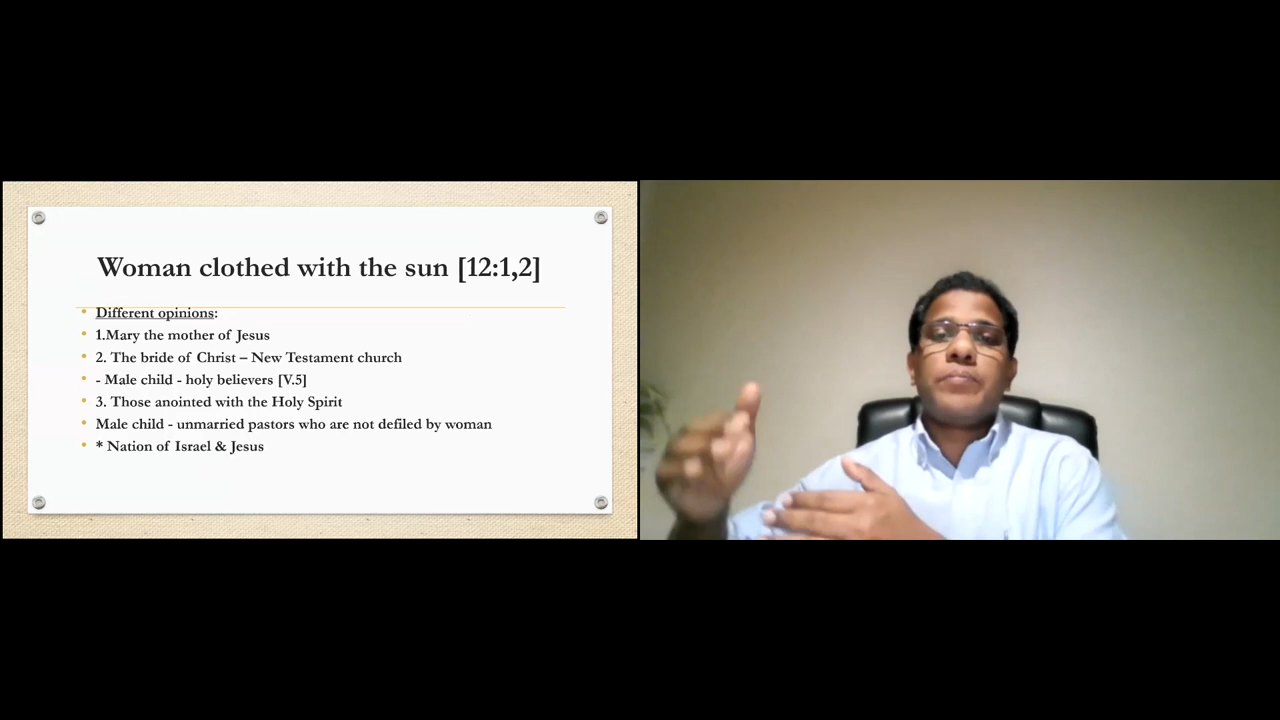 Woman clothed with the sun [12:1,2]
Different opinions:
1.Mary the mother of Jesus
2. The bride of Christ – New Testament church
- Male child - holy believers [V.5]
3. Those anointed with the Holy Spirit
Male child - unmarried pastors who are not defiled by woman
* Nation of Israel & Jesus